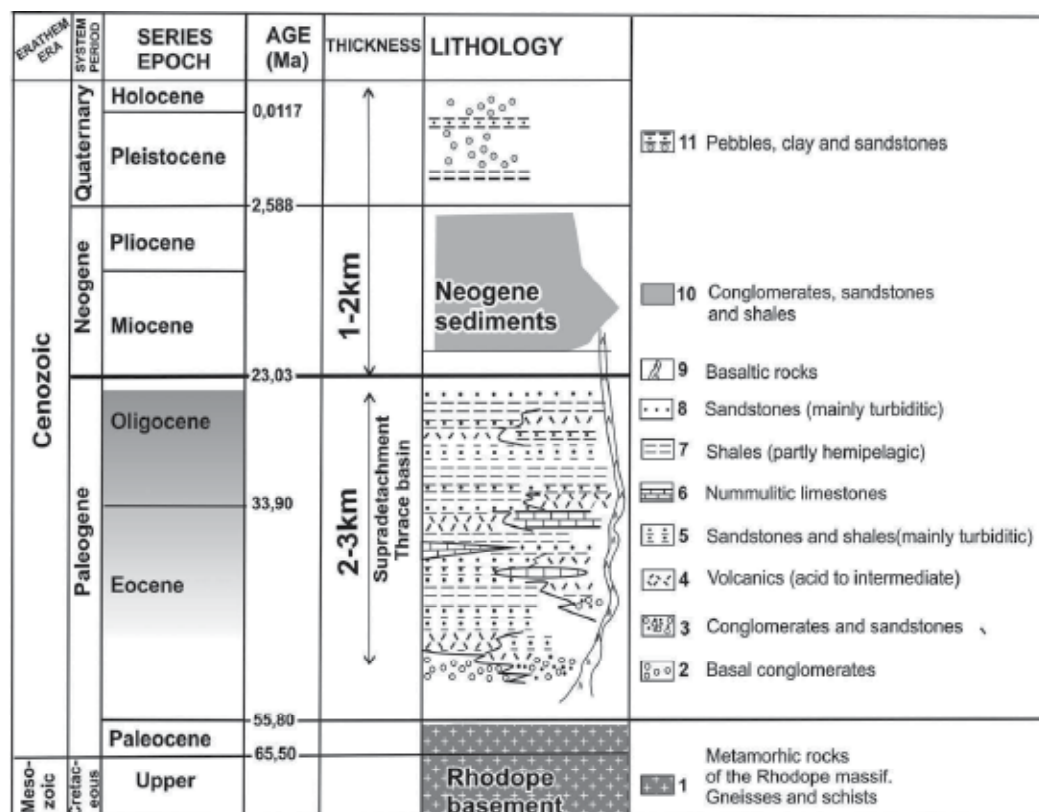 ERATHEM
ERA
SYSTEM
PERIOD
SERIES
EPOCH
AGE
(Ma)
THICKNESS
LITHOLOGY
Cenozoic
Meso-
zoic
Quaternary
Neogene
Paleogene
Cretac-
eous
Holocene
Pleistocene
Pliocene
Miocene
Oligocene
Eocene
Paleocene
Upper
0,0117
2,588
23,03
33,90
55,80
65,50
1-2km
2-3km
Supradetachment
Thrace basin
Neogene
sediments
Rhodope
basement
11 Pebbles, clay and sandstones
10 Conglomerates, sandstones
and shales
9 Basaltic rocks
8 Sandstones (mainly turbiditic)
7 Shales (partly hemipelagic)
6 Nummulitic limestones
5 Sandstones and shales(mainly turbiditic)
4 Volcanics (acid to intermediate)
3 Conglomerates and sandstones
2 Basal conglomerates
1 Metamorhic rocks
of the Rhodope massif.
Gneisses and schists